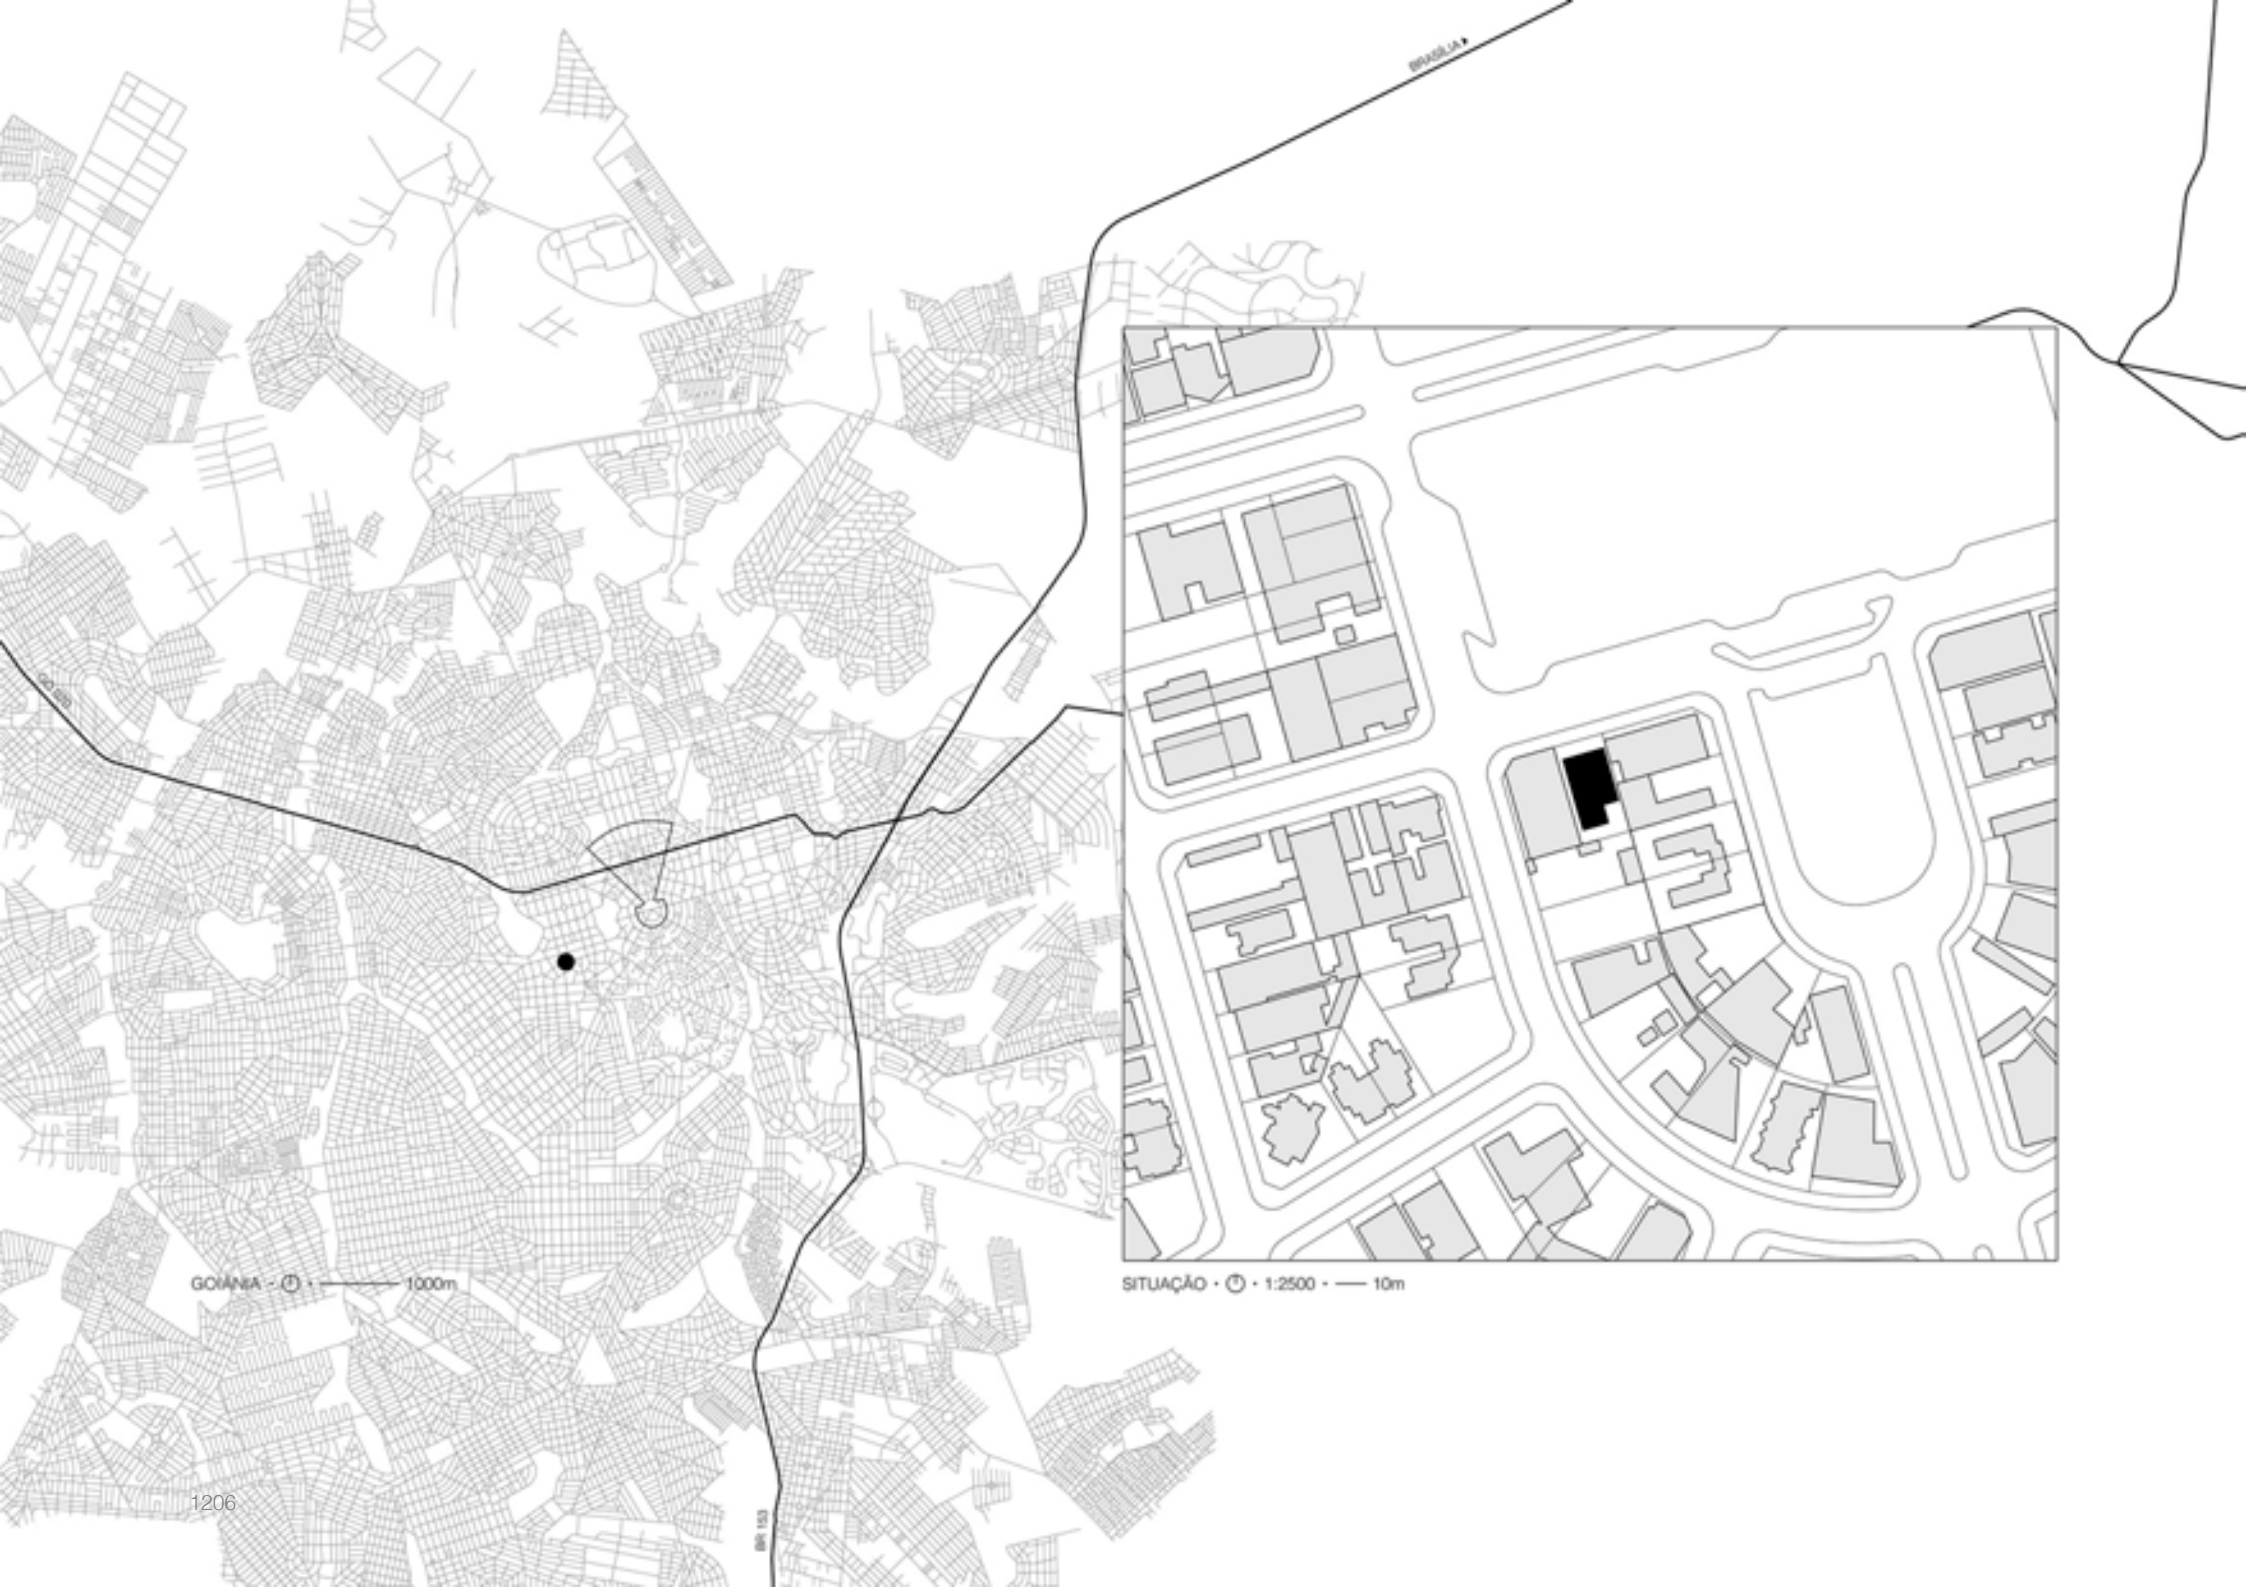 BRASÍLIA
GOIÂNIA · · 1000m
SITUAÇÃO · · 1:2500 · 10m
1206
BR 153